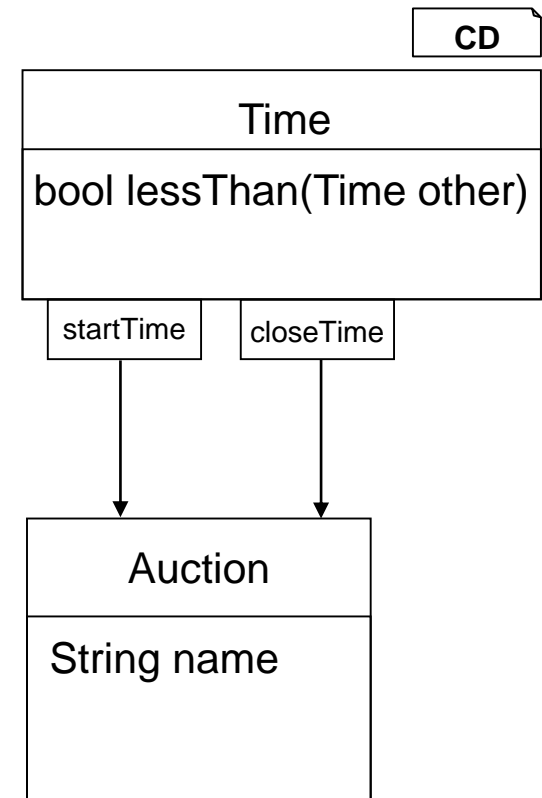 CD
Time
bool lessThan(Time other)
startTime
closeTime
Auction
String name